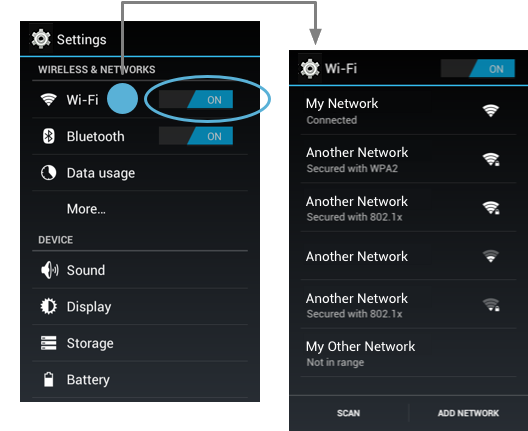 Settings
WIRELESS & NETWORKS
Wi-Fi
ON
Bluetooth
ON
Data usage
More...
DEVICE
Sound
Display
Storage
Battery
Wi-Fi
ON
My Network
Connected
Another Network
Secured with WPA2
Another Network
Secured with 802.1x
Another Network
Another Network
Secured with 802.1x
My Other Network
Not in range
SCAN
ADD NETWORK